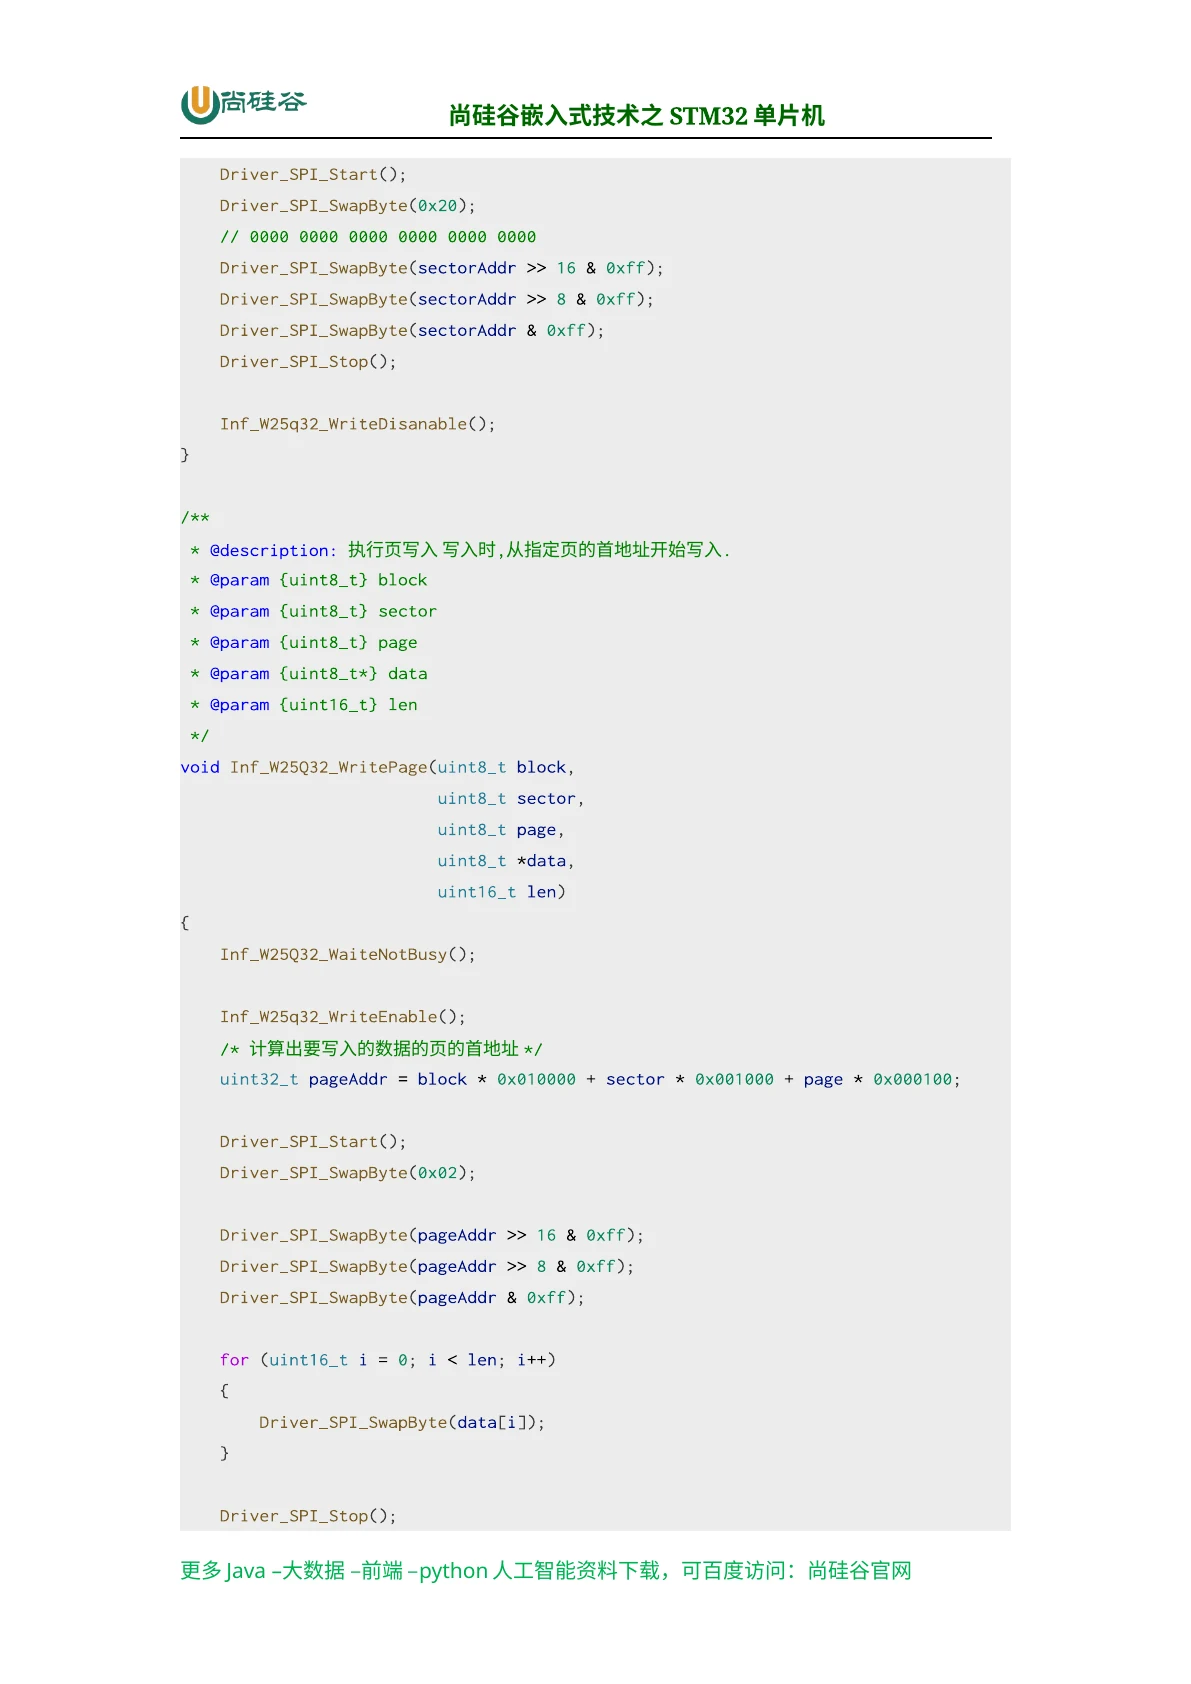 尚硅谷
尚硅谷嵌入式技术之 STM32 单片机
    Driver_SPI_Start();
    Driver_SPI_SwapByte(0x20);
    // 0000 0000 0000 0000 0000 0000
    Driver_SPI_SwapByte(sectorAddr >> 16 & 0xff);
    Driver_SPI_SwapByte(sectorAddr >> 8 & 0xff);
    Driver_SPI_SwapByte(sectorAddr & 0xff);
    Driver_SPI_Stop();
    Inf_W25q32_WriteDisanable();
}
/**
 * @description: 执行页写入 写入时,从指定页的首地址开始写入.
 * @param {uint8_t} block
 * @param {uint8_t} sector
 * @param {uint8_t} page
 * @param {uint8_t*} data
 * @param {uint16_t} len
 */
void Inf_W25Q32_WritePage(uint8_t block,
                          uint8_t sector,
                          uint8_t page,
                          uint8_t *data,
                          uint16_t len)
{
    Inf_W25Q32_WaiteNotBusy();
    Inf_W25q32_WriteEnable();
    /* 计算出要写入的数据的页的首地址 */
    uint32_t pageAddr = block * 0x010000 + sector * 0x001000 + page * 0x000100;
    Driver_SPI_Start();
    Driver_SPI_SwapByte(0x02);
    Driver_SPI_SwapByte(pageAddr >> 16 & 0xff);
    Driver_SPI_SwapByte(pageAddr >> 8 & 0xff);
    Driver_SPI_SwapByte(pageAddr & 0xff);
    for (uint16_t i = 0; i < len; i++)
    {
        Driver_SPI_SwapByte(data[i]);
    }
    Driver_SPI_Stop();
更多 Java –大数据 –前端 –python 人工智能资料下载，可百度访问：尚硅谷官网